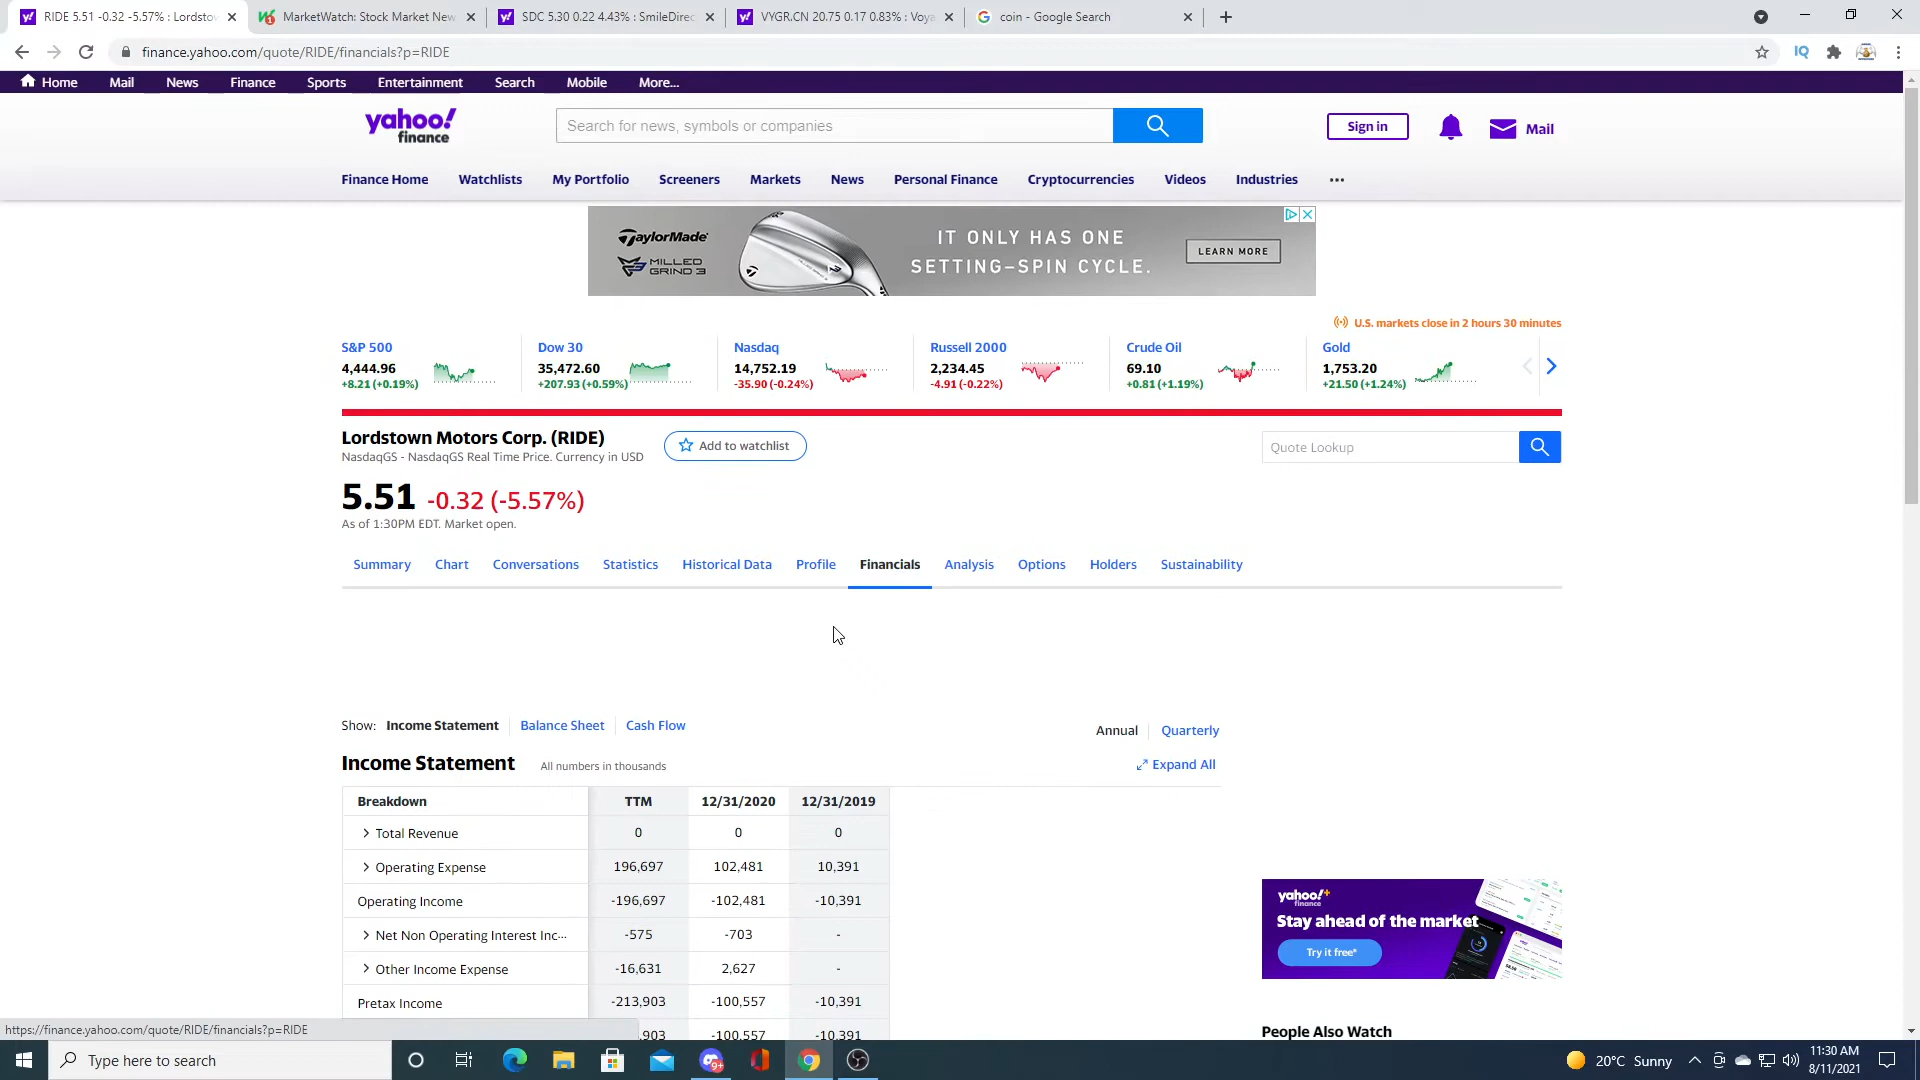 RIDE 5.51 -0.32 -5.57% : Lordstow
MarketWatch: Stock Market New
SDC 5.30 0.22 4.43% : SmileDirec
VYGR.CN 20.75 0.17 0.83% : Voya
coin - Google Search
finance.yahoo.com/quote/RIDE/financials?p=RIDE
IQ
Home Mail News Finance Sports Entertainment Search Mobile More...
yahoo!
finance
Search for news, symbols or companies
Sign in
Mail
Finance Home Watchlists My Portfolio Screeners Markets News Personal Finance Cryptocurrencies Videos Industries ...
TaylorMade
MILLED
GRIND 3
IT ONLY HAS ONE
SETTING–SPIN CYCLE.
LEARN MORE
U.S. markets close in 2 hours 30 minutes
S&P 500
4,444.96
+8.21 (+0.19%)
Dow 30
35,472.60
+207.93 (+0.59%)
Nasdaq
14,752.19
-35.90 (-0.24%)
Russell 2000
2,234.45
-4.91 (-0.22%)
Crude Oil
69.10
+0.81 (+1.19%)
Gold
1,753.20
+21.50 (+1.24%)
Lordstown Motors Corp. (RIDE)
NasdaqGS - NasdaqGS Real Time Price. Currency in USD
Add to watchlist
Quote Lookup
5.51 -0.32 (-5.57%)
As of 1:30PM EDT. Market open.
Summary Chart Conversations Statistics Historical Data Profile Financials Analysis Options Holders Sustainability
Show: Income Statement Balance Sheet Cash Flow
Annual Quarterly
Income Statement All numbers in thousands
Expand All
Breakdown TTM 12/31/2020 12/31/2019
Total Revenue 0 0 0
Operating Expense 196,697 102,481 10,391
Operating Income -196,697 -102,481 -10,391
Net Non Operating Interest Inc... -575 -703 -
Other Income Expense -16,631 2,627 -
Pretax Income -213,903 -100,557 -10,391
,903 -100,557 -10,391
yahoo!+
finance
Stay ahead of the market
Try it free*
People Also Watch
https://finance.yahoo.com/quote/RIDE/financials?p=RIDE
Type here to search
9+
20°C Sunny
11:30 AM
8/11/2021